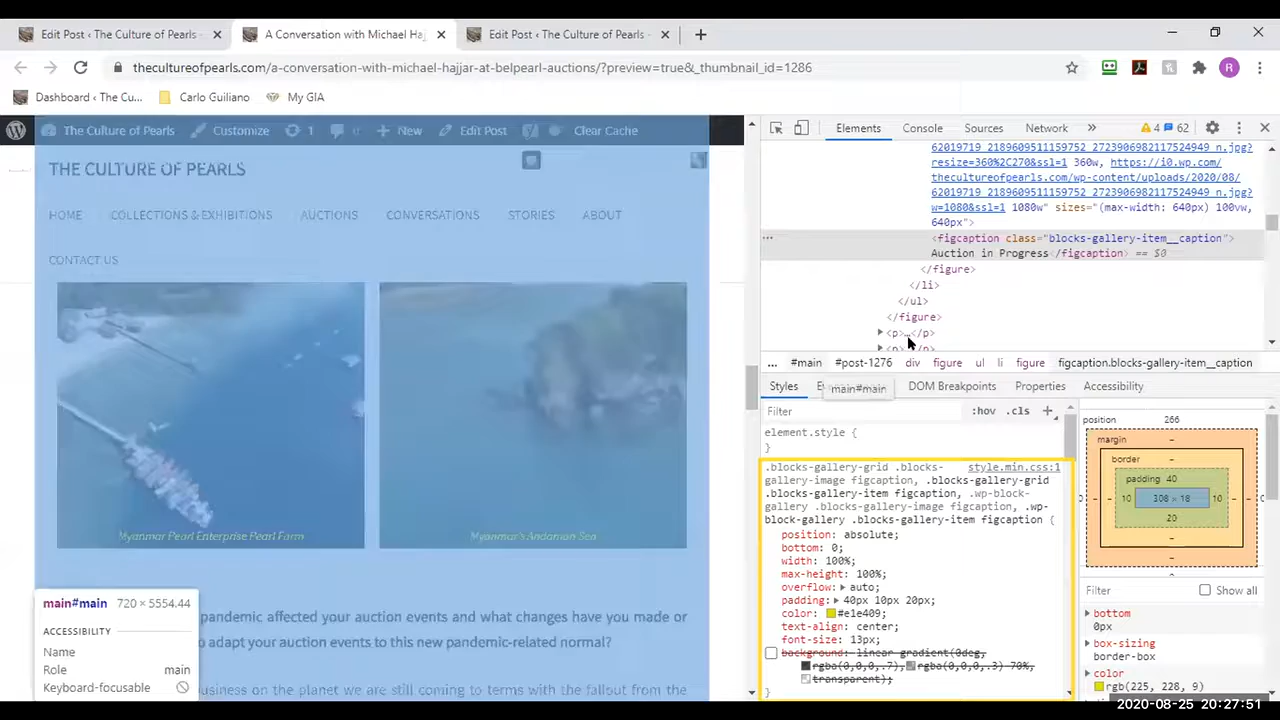 Edit Post ‹ The Culture of Pearls -
A Conversation with Michael Haj
Edit Post ‹ The Culture of Pearls -
thecultureofpearls.com/a-conversation-with-michael-hajjar-at-belpearl-auctions/?preview=true&_thumbnail_id=1286
R
Dashboard ‹ The Cu...
Carlo Guiliano
My GIA
The Culture of Pearls
Customize
1
New
Edit Post
Clear Cache
THE CULTURE OF PEARLS
HOME
COLLECTIONS & EXHIBITIONS
AUCTIONS
CONVERSATIONS
STORIES
ABOUT
CONTACT US
Myanmar Pearl Enterprise Pearl Farm
Myanmar's Andaman Sea
pandemic affected your auction events and what changes have you made or
o adapt your auction events to this new pandemic-related normal?
usiness on the planet we are still coming to terms with the fallout from the
main#main 720 × 5554.44
ACCESSIBILITY
Name
Role main
Keyboard-focusable
Elements
Console
Sources
Network
»
4
62
62019719_2189609511159752_2723906982117524949_n.jpg?
resize=360%2C270&ssl=1 360w, https://i0.wp.com/
thecultureofpearls.com/wp-content/uploads/2020/08/
62019719_2189609511159752_2723906982117524949_n.jpg?
w=1080&ssl=1 1080w" sizes="(max-width: 640px) 100vw,
640px">
<figcaption class="blocks-gallery-item__caption">
Auction in Progress</figcaption> == $0
</figure>
</li>
</ul>
</figure>
<p>…</p>
... #main #post-1276 div figure ul li figure figcaption.blocks-gallery-item__caption
Styles
DOM Breakpoints
Properties
Accessibility
main#main
Filter
:hov .cls +
element.style {
}
.blocks-gallery-grid .blocks- style.min.css:1
gallery-image figcaption, .blocks-gallery-grid
.blocks-gallery-item figcaption, .wp-block-
gallery .blocks-gallery-image figcaption, .wp-
block-gallery .blocks-gallery-item figcaption {
position: absolute;
bottom: 0;
width: 100%;
max-height: 100%;
overflow: auto;
padding: 40px 10px 20px;
color: #e1e409;
text-align: center;
font-size: 13px;
background: linear-gradient(0deg,
rgba(0,0,0,.7), rgba(0,0,0,.3) 70%,
transparent);
}
position 266
margin -
border -
padding 40
- - 10 308 × 18 10 - -
20
-
-
Filter
Show all
bottom
0px
box-sizing
border-box
color
rgb(225, 228, 9)
2020-08-25 20:27:51